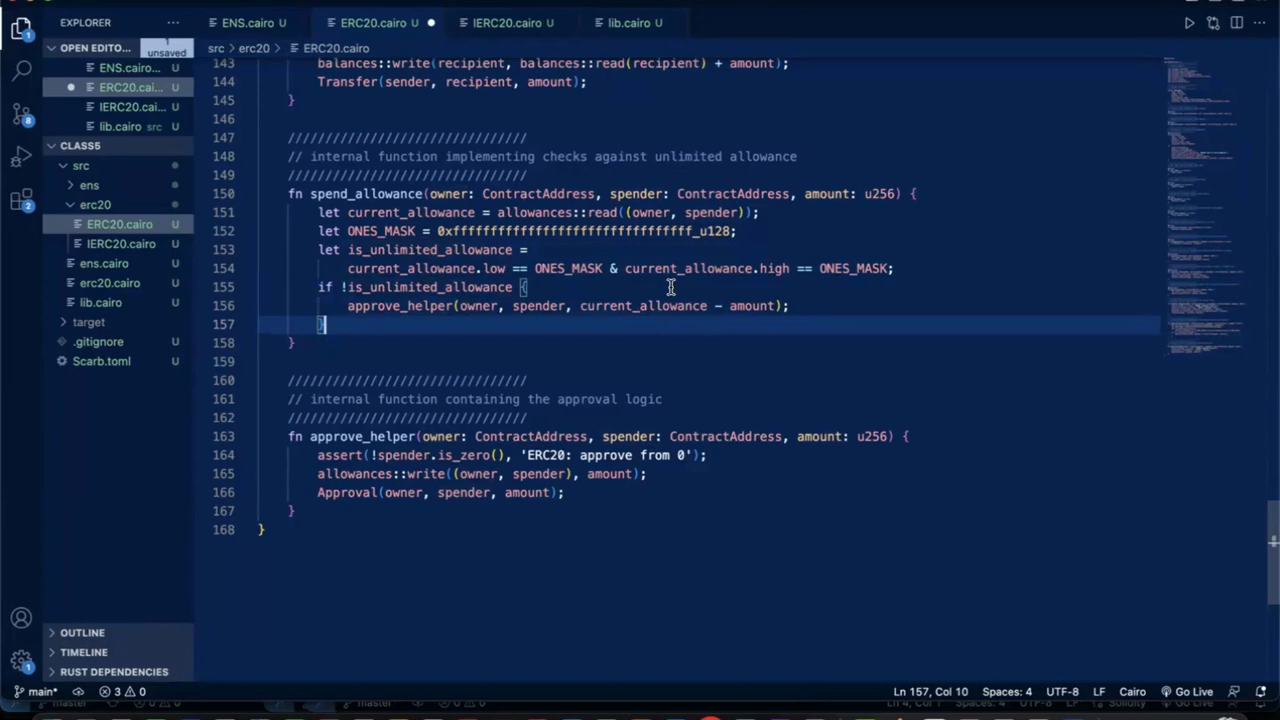 EXPLORER
ENS.cairo U
ERC20.cairo U
IERC20.cairo U
lib.cairo U
OPEN EDITO...
1 unsaved
src > erc20 > ERC20.cairo
ENS.cairo... U
ERC20.cai... U
IERC20.cai... U
lib.cairo src U
CLASS5
src
ens
erc20
ERC20.cairo U
IERC20.cairo U
ens.cairo U
erc20.cairo U
lib.cairo U
target
.gitignore U
Scarb.toml U
OUTLINE
TIMELINE
RUST DEPENDENCIES
143 balances::write(recipient, balances::read(recipient) + amount);
144 Transfer(sender, recipient, amount);
145 }
146
147 ////////////////////////////////
148 // internal function implementing checks against unlimited allowance
149 ////////////////////////////////
150 fn spend_allowance(owner: ContractAddress, spender: ContractAddress, amount: u256) {
151 let current_allowance = allowances::read((owner, spender));
152 let ONES_MASK = 0xffffffffffffffffffffffffffffffff_u128;
153 let is_unlimited_allowance =
154 current_allowance.low == ONES_MASK & current_allowance.high == ONES_MASK;
155 if !is_unlimited_allowance {
156 approve_helper(owner, spender, current_allowance - amount);
157 }
158 }
159
160 ////////////////////////////////
161 // internal function containing the approval logic
162 ////////////////////////////////
163 fn approve_helper(owner: ContractAddress, spender: ContractAddress, amount: u256) {
164 assert(!spender.is_zero(), 'ERC20: approve from 0');
165 allowances::write((owner, spender), amount);
166 Approval(owner, spender, amount);
167 }
168 }
1
8
2
1
main* 3 0
Ln 157, Col 10 Spaces: 4 UTF-8 LF Cairo Go Live